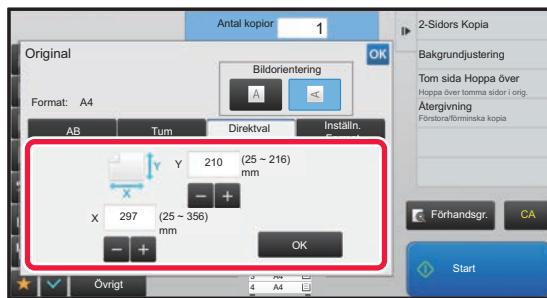 Antal kopior 1
2-Sidors Kopia
Original
OK
Bakgrundjustering
Bildorientering
A A
Tom sida Hoppa över
Hoppa över tomma sidor i orig.
Format: A4
Återgivning
Förstora/förminska kopia
AB Tum Direktval Inställn.
Y Y 210 (25 ~ 216)
mm
X
X 297 (25 ~ 356)
mm
Förhandsgr. CA
OK
Start
Övrigt
4 A4